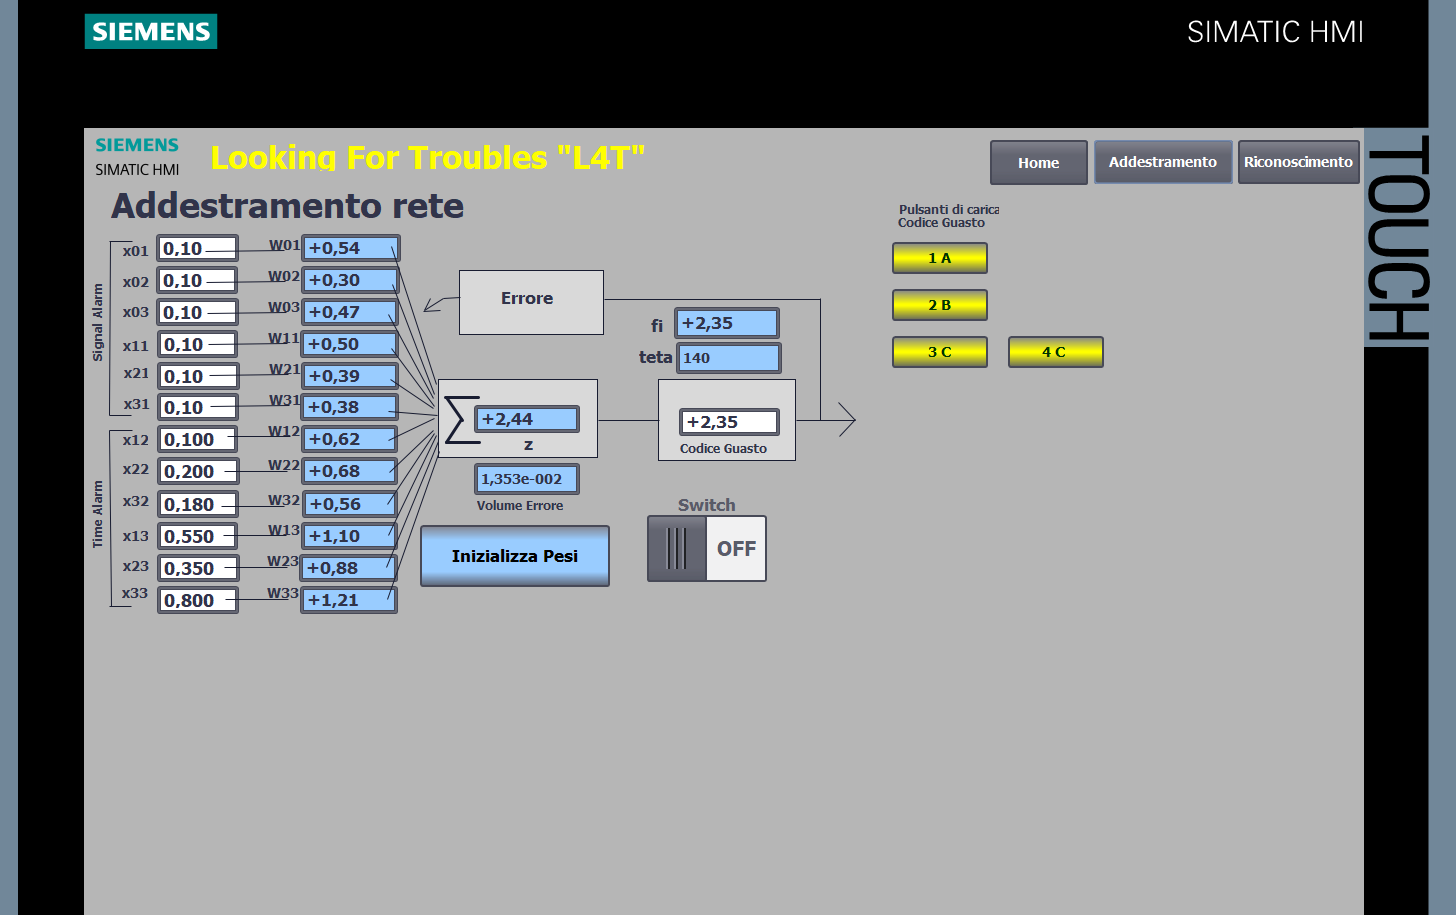 SIEMENS
SIMATIC HMI
TOUCH
SIEMENS
SIMATIC HMI
Looking For Troubles "L4T"
Home
Addestramento
Riconoscimento
Addestramento rete
Pulsanti di carica
Codice Guasto
1 A
2 B
3 C
4 C
Signal Alarm
x01 0,10 W01 +0,54
x02 0,10 W02 +0,30
x03 0,10 W03 +0,47
x11 0,10 W11 +0,50
x21 0,10 W21 +0,39
x31 0,10 W31 +0,38
Time Alarm
x12 0,100 W12 +0,62
x22 0,200 W22 +0,68
x32 0,180 W32 +0,56
x13 0,550 W13 +1,10
x23 0,350 W23 +0,88
x33 0,800 W33 +1,21
Errore
fi +2,35
teta 140
∑ +2,44
z
1,353e-002
Volume Errore
+2,35
Codice Guasto
Inizializza Pesi
Switch
OFF